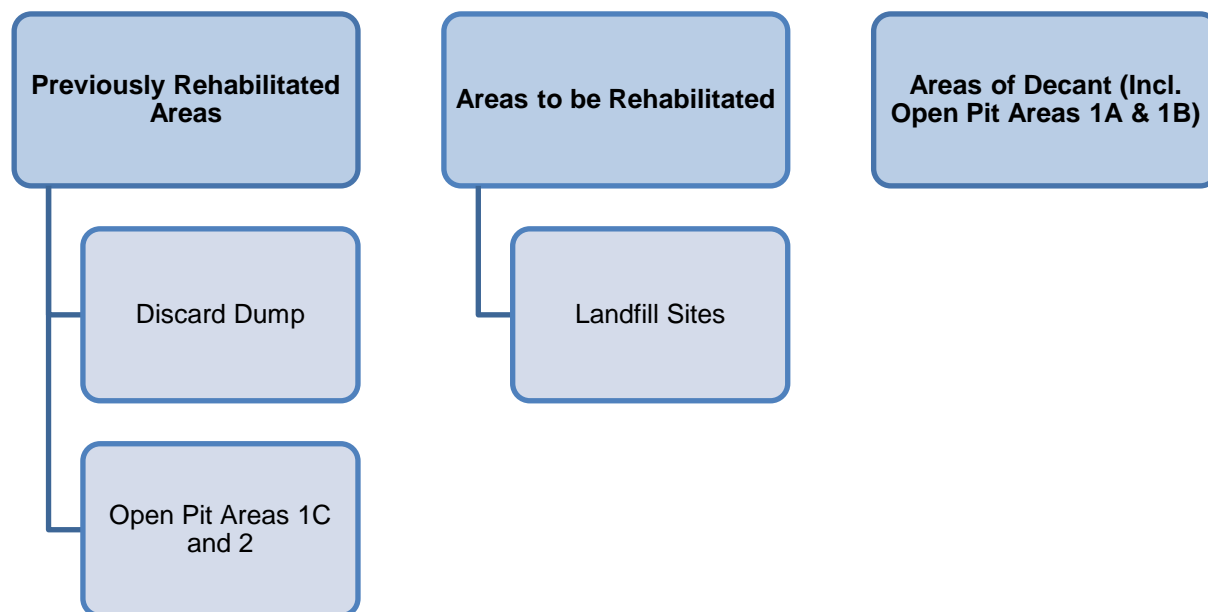 Previously Rehabilitated
Areas
Discard Dump
Open Pit Areas 1C
and 2
Areas to be Rehabilitated
Landfill Sites
Areas of Decant (Incl.
Open Pit Areas 1A & 1B)